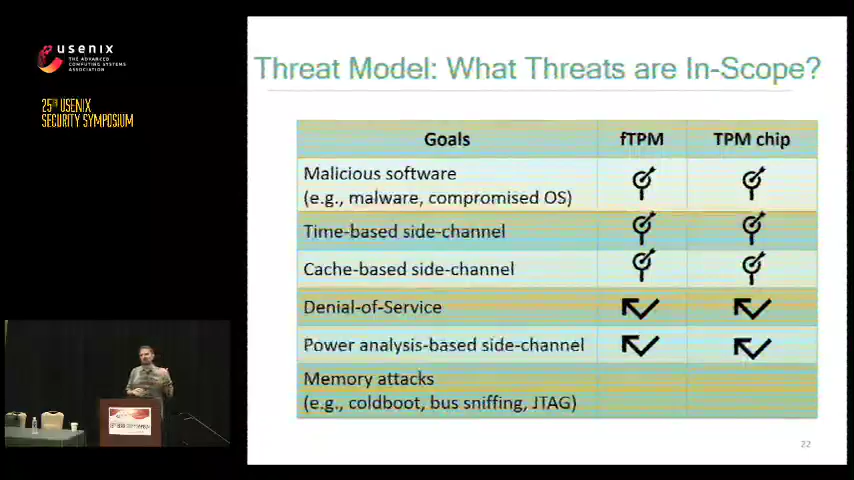 usenix
THE ADVANCED
COMPUTING SYSTEMS
ASSOCIATION
25TH USENIX
SECURITY SYMPOSIUM
Threat Model: What Threats are In-Scope?
Goals fTPM TPM chip
Malicious software
(e.g., malware, compromised OS)
Time-based side-channel
Cache-based side-channel
Denial-of-Service
Power analysis-based side-channel
Memory attacks
(e.g., coldboot, bus sniffing, JTAG)
22